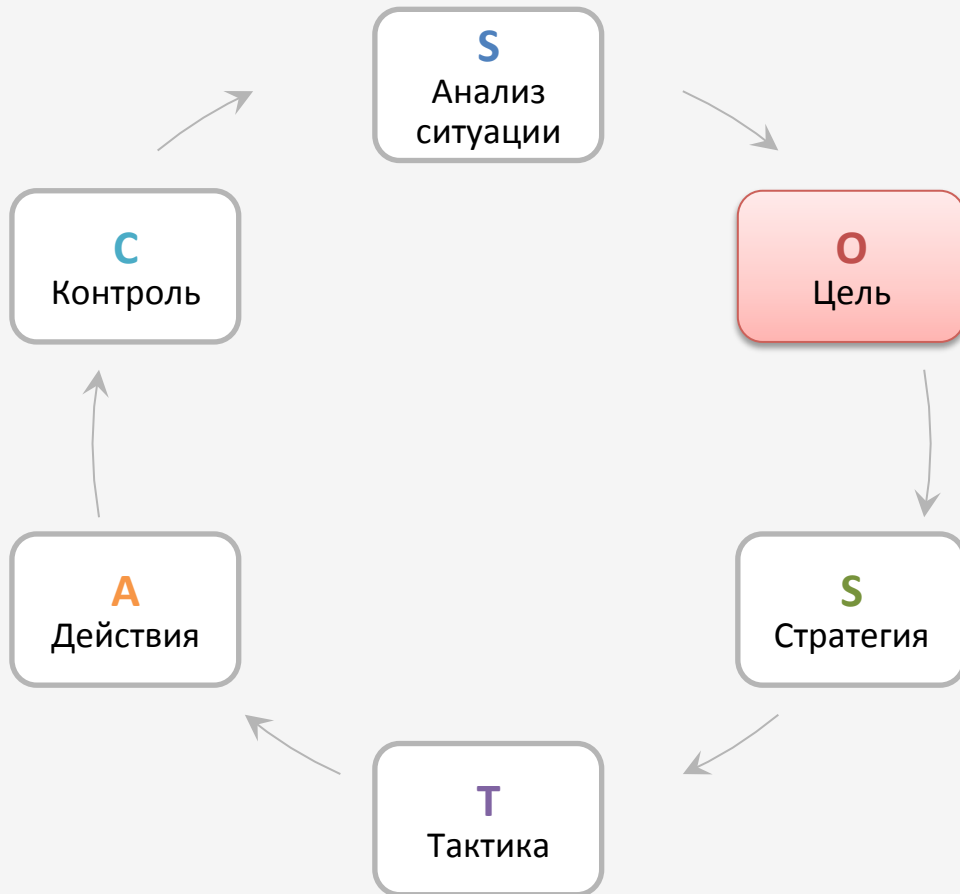 S
Анализ
ситуации
O
Цель
S
Стратегия
T
Тактика
A
Действия
C
Контроль